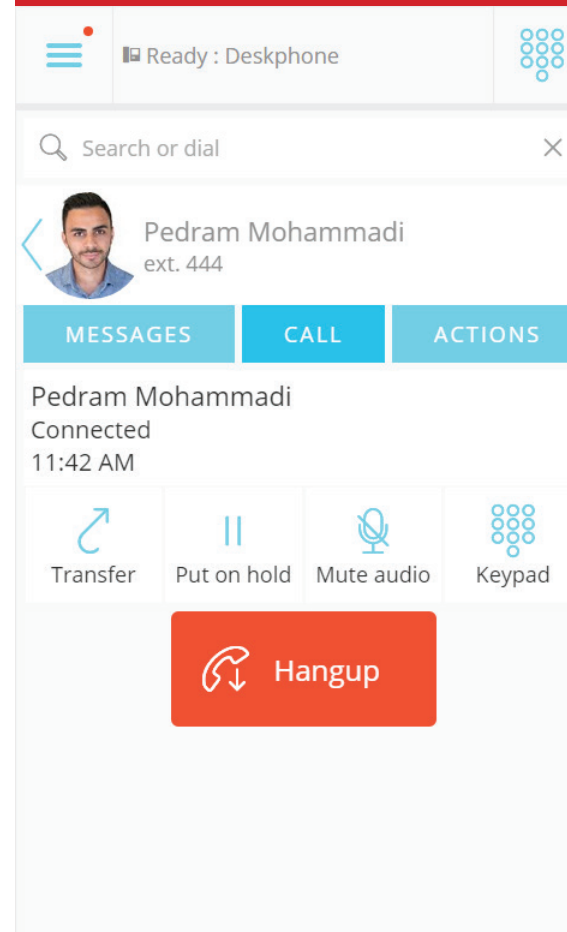 Ready : Deskphone
Search or dial
Pedram Mohammadi
ext. 444
MESSAGES CALL ACTIONS
Pedram Mohammadi
Connected
11:42 AM
Transfer Put on hold Mute audio Keypad
Hangup